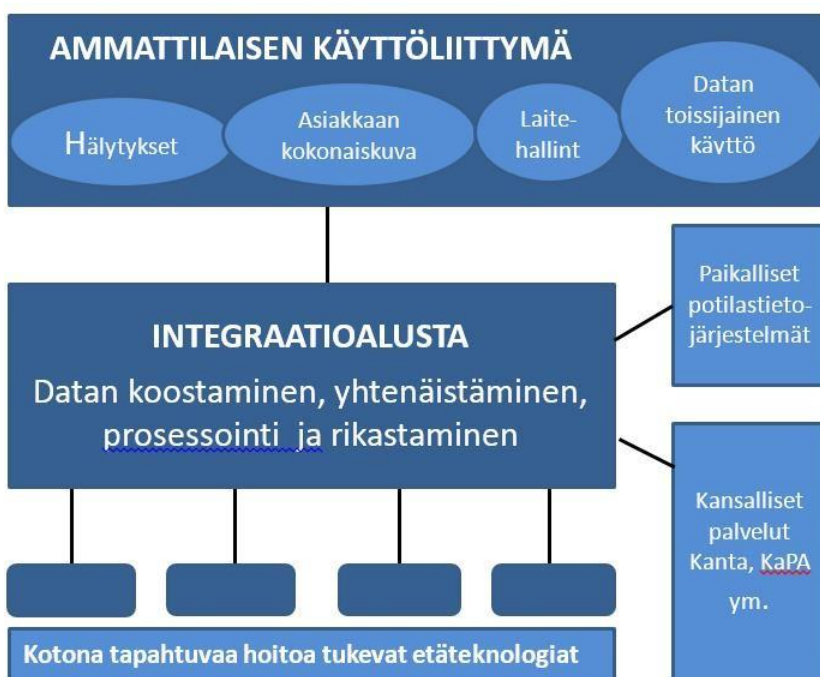 AMMATTILAISEN KÄYTTÖLIITTYMÄ
Hälytykset
Asiakkaan
kokonaiskuva
Laite-
hallint
Datan
toissijainen
käyttö
Paikalliset
potilastieto-
järjestelmät
INTEGRAATIOALUSTA
Datan koostaminen, yhtenäistäminen,
prosessointi ja rikastaminen
Kansalliset
palvelut
Kanta, KaPA
ym.
Kotona tapahtuvaa hoitoa tukevat etäteknologiat